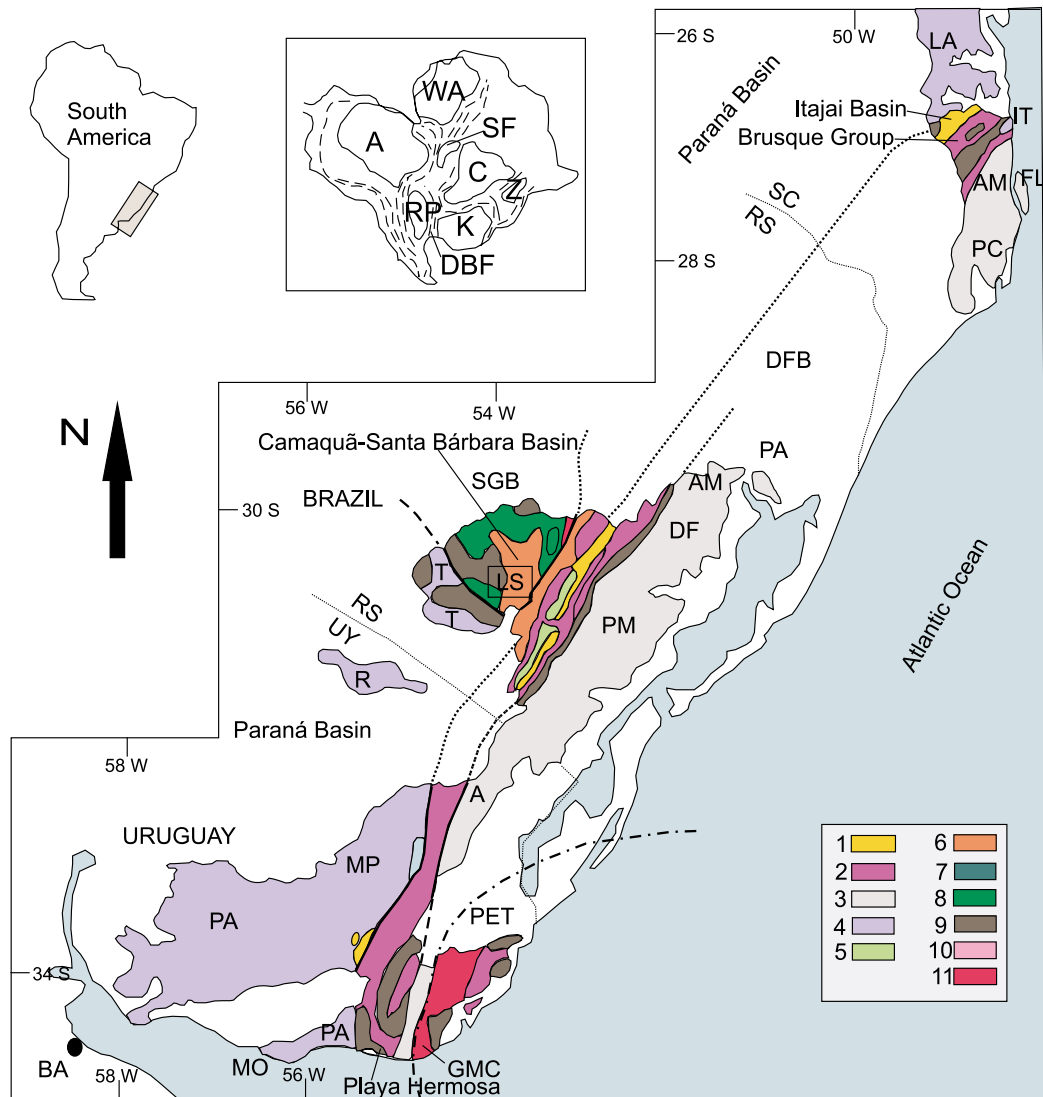 South
America
WA
SF
A
C
Z
RP
K
DBF
50 W
26 S
LA
Paraná Basin
Itajai Basin
IT
Brusque Group
AM
FL
SC
RS
PC
28 S
DFB
N
56 W
54 W
Camaquã-Santa Bárbara Basin
SGB
PA
AM
BRAZIL
30 S
DF
T
LS
T
PM
RS
UY
R
Atlantic Ocean
Paraná Basin
58 W
A
URUGUAY
MP
PA
PET
34 S
PA
BA
MO
GMC
58 W
56 W
Playa Hermosa
1
2
3
4
5
6
7
8
9
10
11